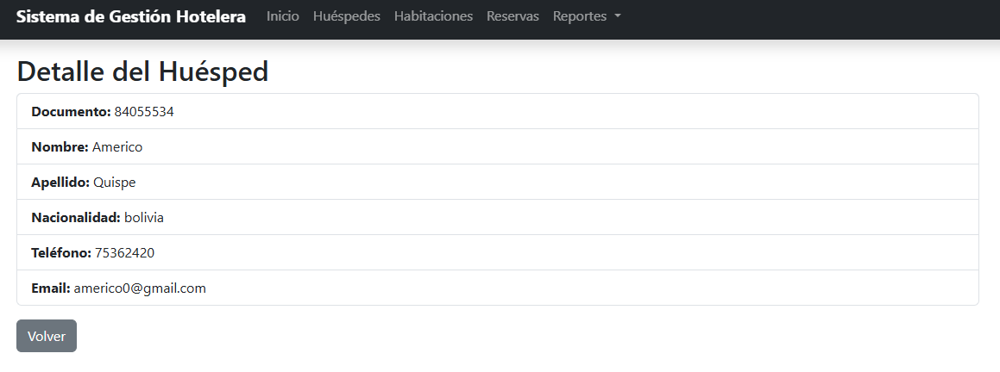 Sistema de Gestión Hotelera Inicio Huéspedes Habitaciones Reservas Reportes
Detalle del Huésped
Documento: 84055534
Nombre: Americo
Apellido: Quispe
Nacionalidad: bolivia
Teléfono: 75362420
Email: americo0@gmail.com
Volver